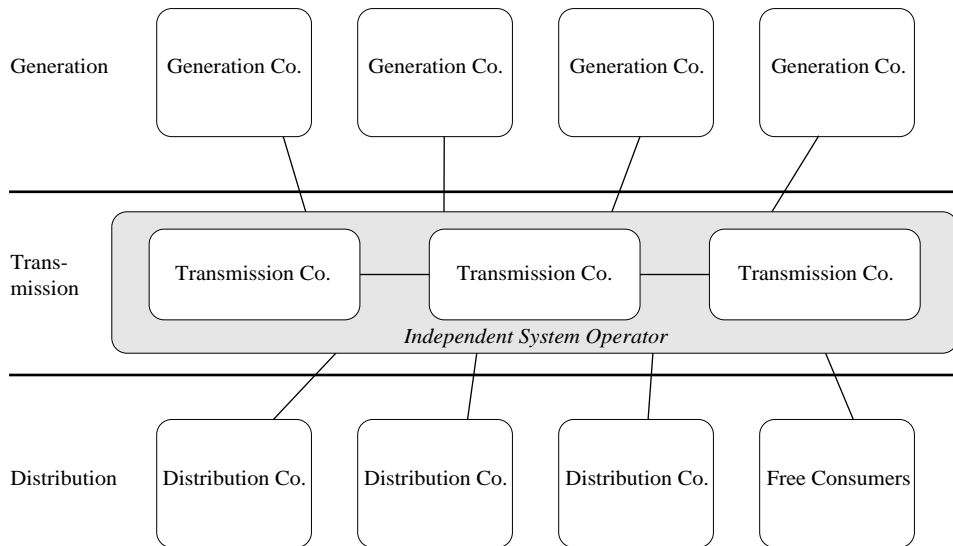 Generation
Generation Co.
Generation Co.
Generation Co.
Generation Co.
Trans-
mission
Transmission Co.
Transmission Co.
Transmission Co.
Independent System Operator
Distribution
Distribution Co.
Distribution Co.
Distribution Co.
Free Consumers